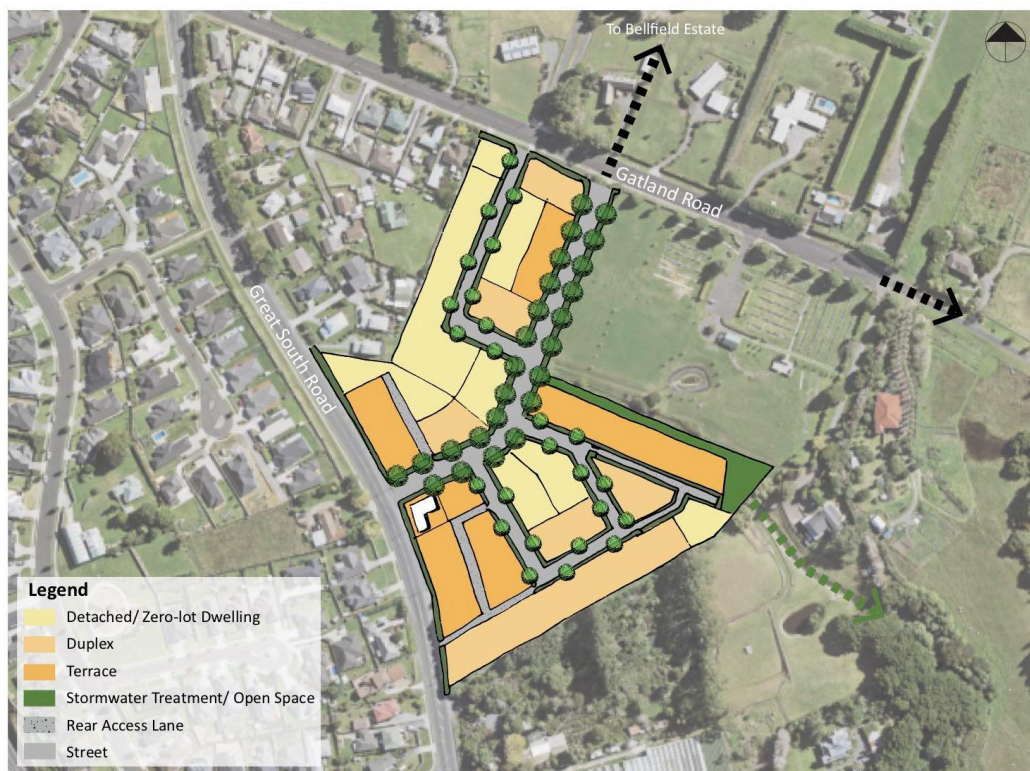 To Bellfield Estate
Gatland Road
Great South Road
Legend
Detached/ Zero-lot Dwelling
Duplex
Terrace
Stormwater Treatment/ Open Space
Rear Access Lane
Street